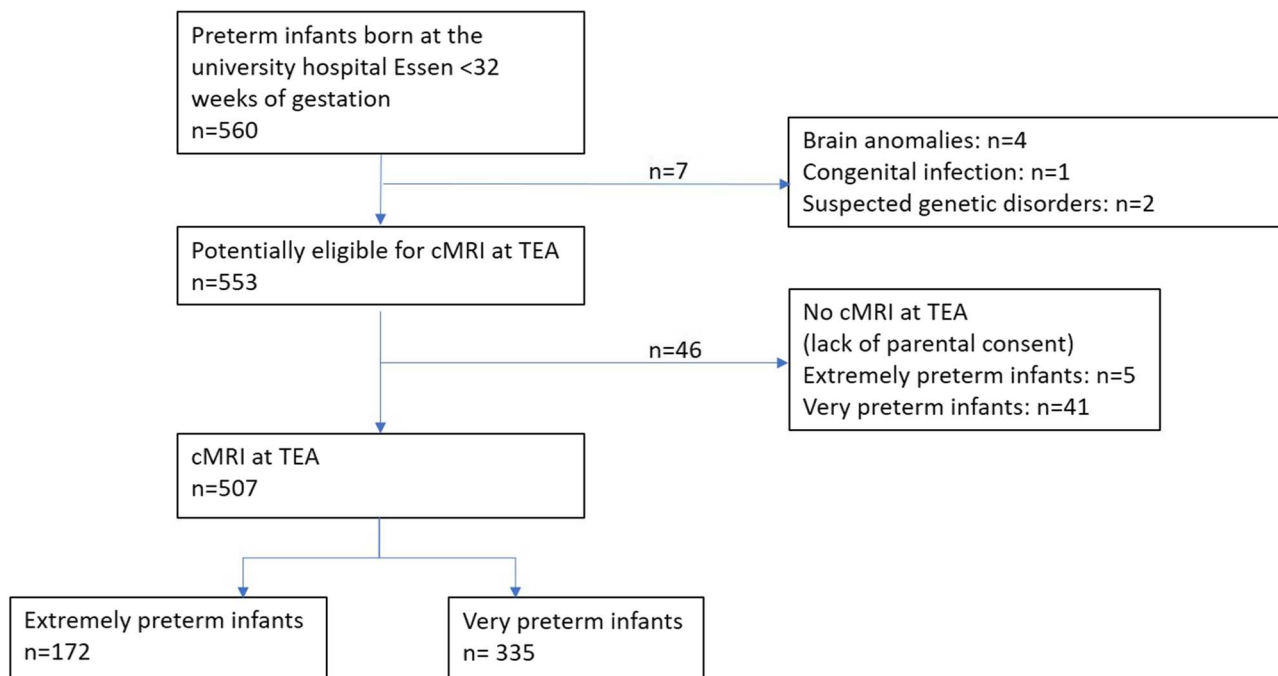 Preterm infants born at the
university hospital Essen <32
weeks of gestation
n=560
n=7
Brain anomalies: n=4
Congenital infection: n=1
Suspected genetic disorders: n=2
Potentially eligible for cMRI at TEA
n=553
n=46
No cMRI at TEA
(lack of parental consent)
Extremely preterm infants: n=5
Very preterm infants: n=41
cMRI at TEA
n=507
Extremely preterm infants
n=172
Very preterm infants
n= 335